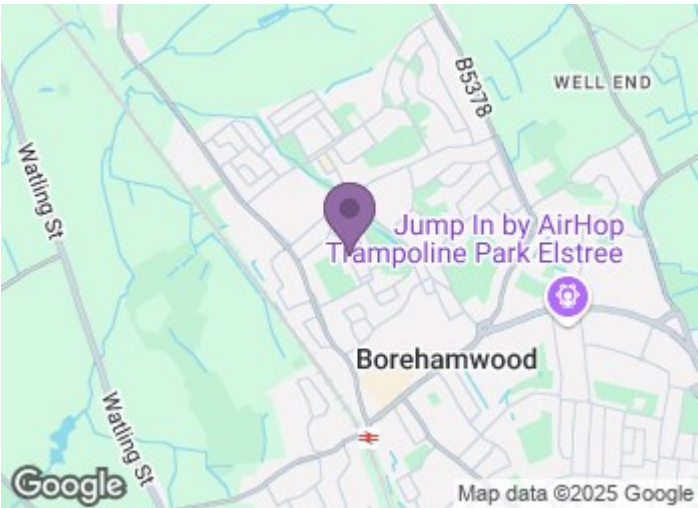 B5378
WELL END
Watling St
Jump In by AirHop
Trampoline Park Elstree
Borehamwood
Watling St
Google
Map data ©2025 Google